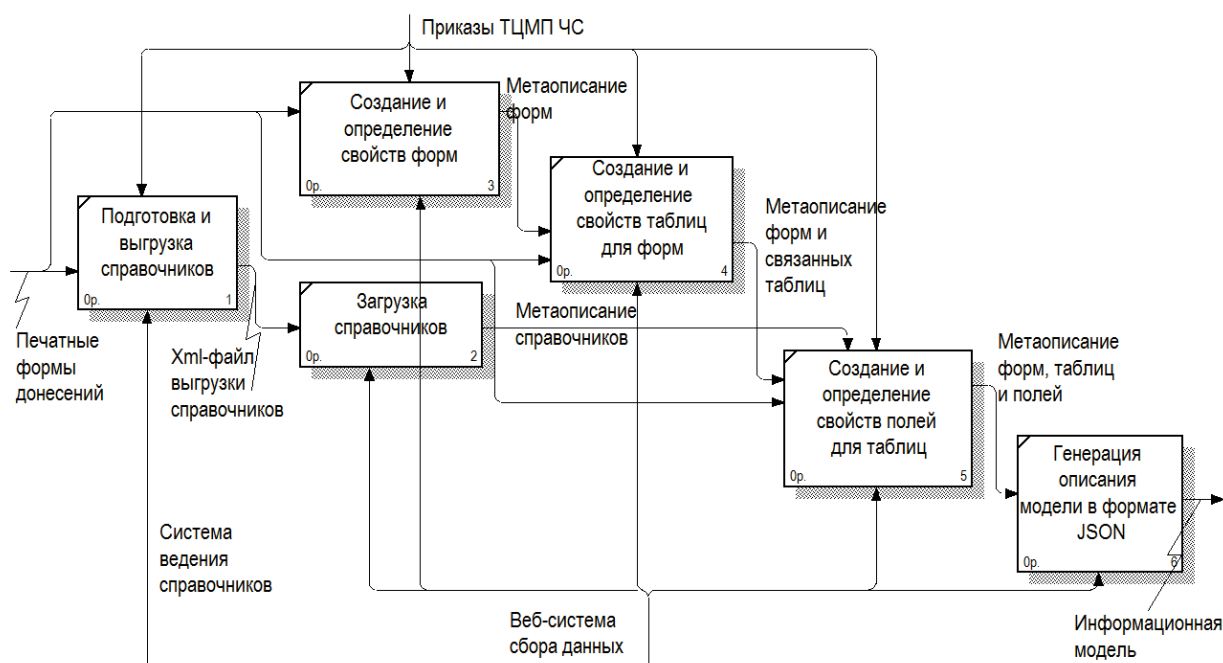 Приказы ТЦМП ЧС
Создание и
определение
свойств форм
0р.
3
Метаописание
форм
Создание и
определение
свойств таблиц
для форм
0р.
4
Подготовка и
выгрузка
справочников
0р.
1
Метаописание
форм и
связанных
таблиц
Загрузка
справочников
0р.
2
Метаописание
справочников
Печатные
формы
донесений
Xml-файл
выгрузки
справочников
Создание и
определение
свойств полей
для таблиц
0р.
5
Метаописание
форм, таблиц
и полей
Генерация
описания
модели в формате
JSON
0р.
6
Система
ведения
справочников
Веб-система
сбора данных
Информационная
модель